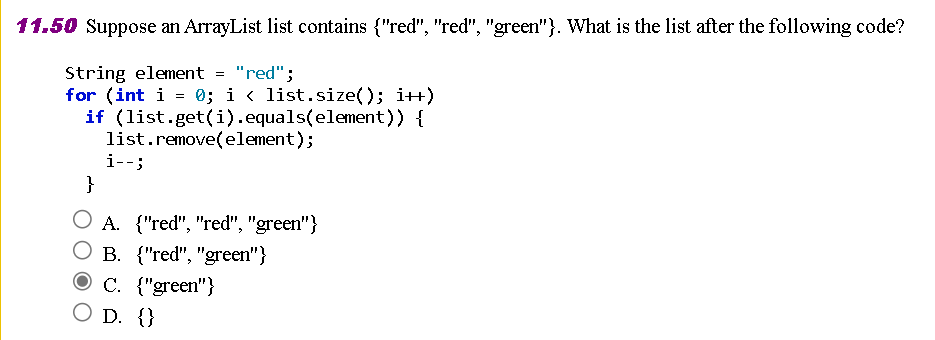 11.50 Suppose an ArrayList list contains {"red", "red", "green"}. What is the list after the following code?
String element = "red";
for (int i = 0; i < list.size(); i++)
if (list.get(i).equals(element)) {
list.remove(element);
i--;
}
A. {"red", "red", "green"}
B. {"red", "green"}
C. {"green"}
D. {}